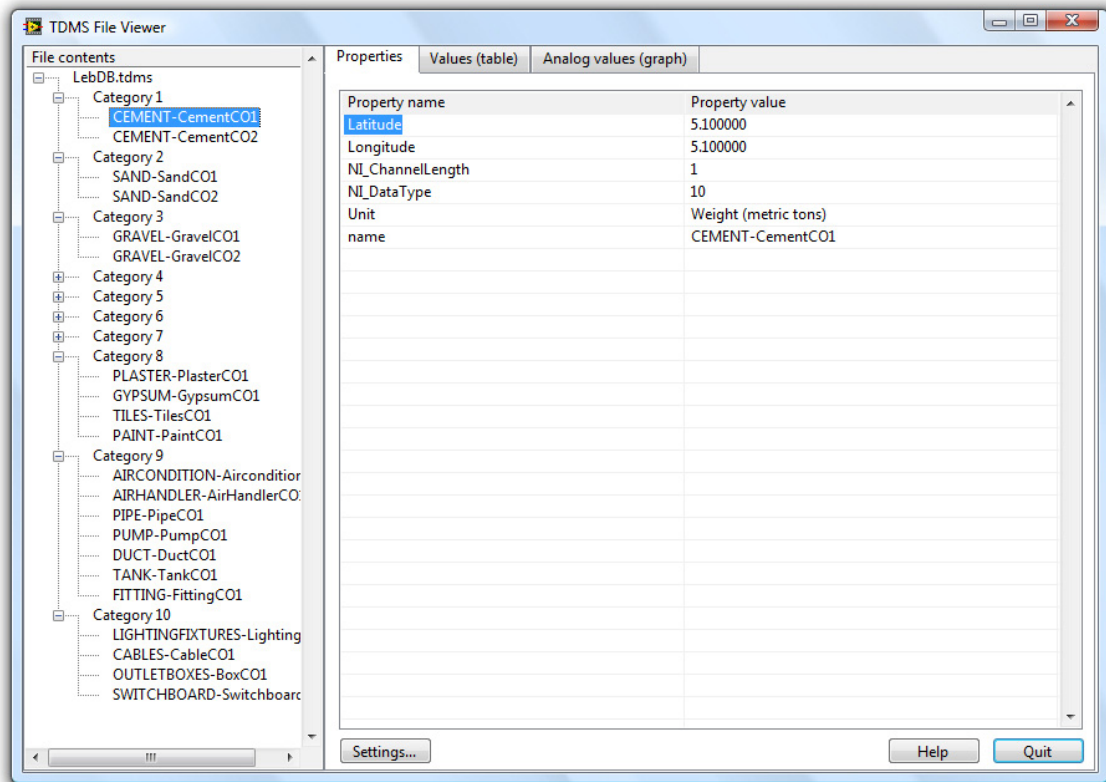 TDMS File Viewer
File contents
LebDB.tdms
Category 1
CEMENT-CementCO1
CEMENT-CementCO2
Category 2
SAND-SandCO1
SAND-SandCO2
Category 3
GRAVEL-GravelCO1
GRAVEL-GravelCO2
Category 4
Category 5
Category 6
Category 7
Category 8
PLASTER-PlasterCO1
GYPSUM-GypsumCO1
TILES-TilesCO1
PAINT-PaintCO1
Category 9
AIRCONDITION-Aircondition
AIRHANDLER-AirHandlerCO
PIPE-PipeCO1
PUMP-PumpCO1
DUCT-DuctCO1
TANK-TankCO1
FITTING-FittingCO1
Category 10
LIGHTINGFIXTURES-Lighting
CABLES-CableCO1
OUTLETBOXES-BoxCO1
SWITCHBOARD-Switchboard
Properties Values (table) Analog values (graph)
Property name Property value
Latitude 5.100000
Longitude 5.100000
NI_ChannelLength 1
NI_DataType 10
Unit Weight (metric tons)
name CEMENT-CementCO1
Settings... Help Quit